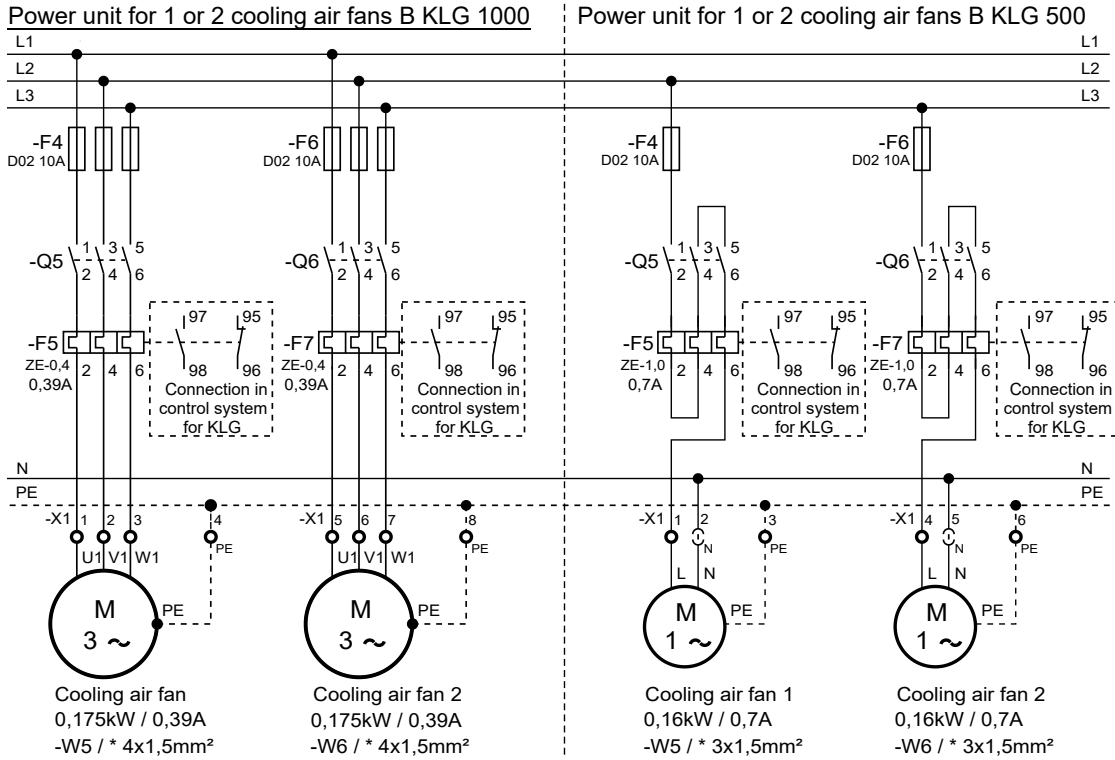 Power unit for 1 or 2 cooling air fans B KLG 1000
Power unit for 1 or 2 cooling air fans B KLG 500
L1
L1
L2
L2
L3
L3
-F4
D02 10A
-F6
D02 10A
-F4
D02 10A
-F6
D02 10A
-Q5
1 3 5
2 4 6
-Q6
1 3 5
2 4 6
-Q5
1 3 5
2 4 6
-Q6
1 3 5
2 4 6
-F5
ZE-0,4
0,39A
2 4 6
97 95
98 96
Connection in
control system
for KLG
-F7
ZE-0,4
0,39A
2 4 6
97 95
98 96
Connection in
control system
for KLG
-F5
ZE-1,0
0,7A
2 4 6
97 95
98 96
Connection in
control system
for KLG
-F7
ZE-1,0
0,7A
2 4 6
97 95
98 96
Connection in
control system
for KLG
N
N
PE
PE
-X1 1 2 3 4
PE
U1 V1 W1
M
3 ~
PE
-X1 5 6 7 8
PE
U1 V1 W1
M
3 ~
PE
-X1 1 2 3
N PE
L N
M
1 ~
PE
-X1 4 5 6
N PE
L N
M
1 ~
PE
Cooling air fan
0,175kW / 0,39A
-W5 / * 4x1,5mm²
Cooling air fan 2
0,175kW / 0,39A
-W6 / * 4x1,5mm²
Cooling air fan 1
0,16kW / 0,7A
-W5 / * 3x1,5mm²
Cooling air fan 2
0,16kW / 0,7A
-W6 / * 3x1,5mm²